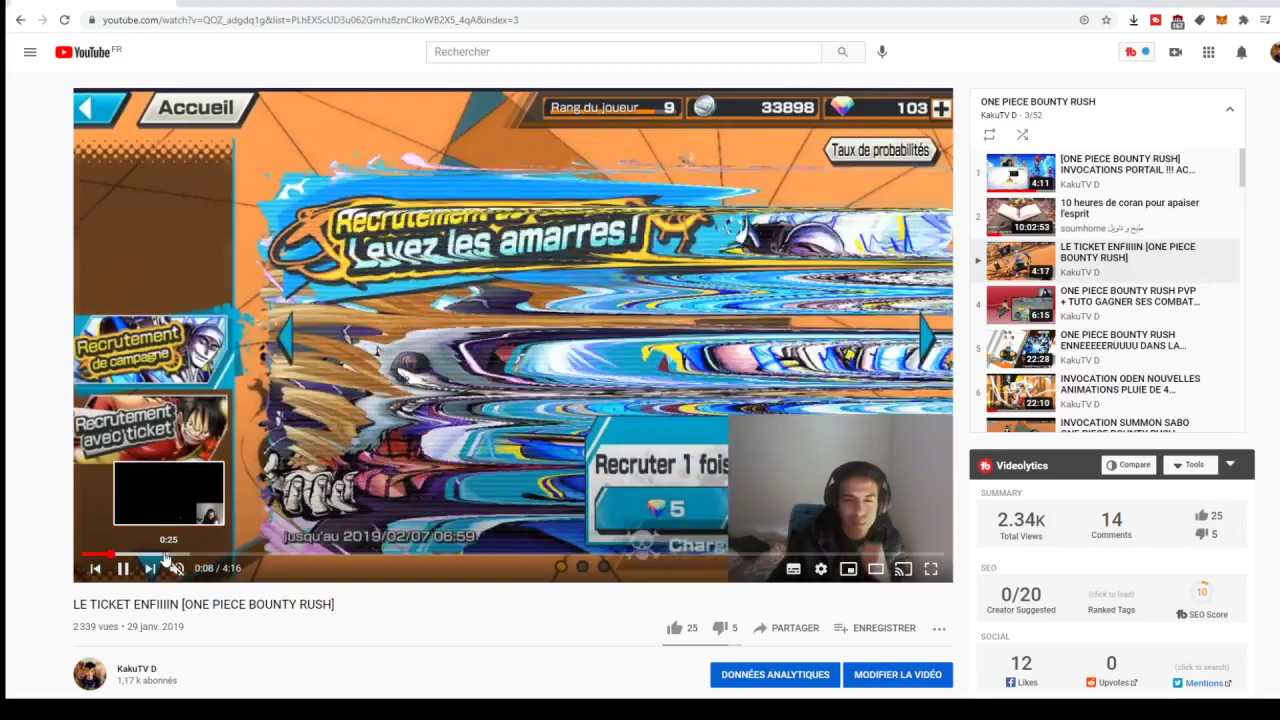 youtube.com/watch?v=QOZ_adgdq1g&list=PLhEXScUD3u062Gmhz8znClkoWB2X5_4qA&index=3
167
YouTube FR
Rechercher
Accueil
Rang du joueur 9
33898
103
Taux de probabilités
Levez les amarres!
Recrutement
de campagne
Recrutement
avec ticket
Recruter 1 fois
5
jusqu'au 2019/02/07 06:59
0:25
0:08 / 4:16
LE TICKET ENFIIIIN [ONE PIECE BOUNTY RUSH]
2 339 vues • 29 janv. 2019
25
5
PARTAGER
ENREGISTRER
KakuTV D
1,17 k abonnés
DONNÉES ANALYTIQUES
MODIFIER LA VIDÉO
ONE PIECE BOUNTY RUSH
KakuTV D - 3/52
1
4:11
[ONE PIECE BOUNTY RUSH]
INVOCATIONS PORTAIL !!! AC...
KakuTV D
2
10:02:53
10 heures de coran pour apaiser
l'esprit
soumhome
4:17
LE TICKET ENFIIIIN [ONE PIECE
BOUNTY RUSH]
KakuTV D
4
6:15
ONE PIECE BOUNTY RUSH PVP
+ TUTO GAGNER SES COMBAT...
KakuTV D
5
22:28
ONE PIECE BOUNTY RUSH
ENNEEEEERUUUU DANS LA...
KakuTV D
6
22:10
INVOCATION ODEN NOUVELLES
ANIMATIONS PLUIE DE 4...
KakuTV D
INVOCATION SUMMON SABO
Videolytics
Compare
Tools
SUMMARY
2.34K
Total Views
14
Comments
25
5
SEO
0/20
Creator Suggested
(click to load)
Ranked Tags
10
SEO Score
SOCIAL
12
Likes
0
Upvotes
(click to search)
Mentions